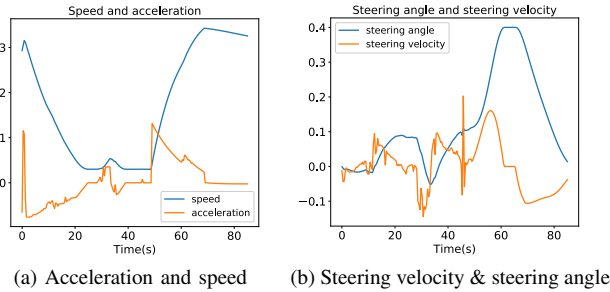 Speed and acceleration
3
2
1
0
speed
acceleration
0 20 40 60 80
Time(s)
(a) Acceleration and speed
Steering angle and steering velocity
steering angle
steering velocity
0.4
0.3
0.2
0.1
0.0
−0.1
0 20 40 60 80
Time(s)
(b) Steering velocity & steering angle